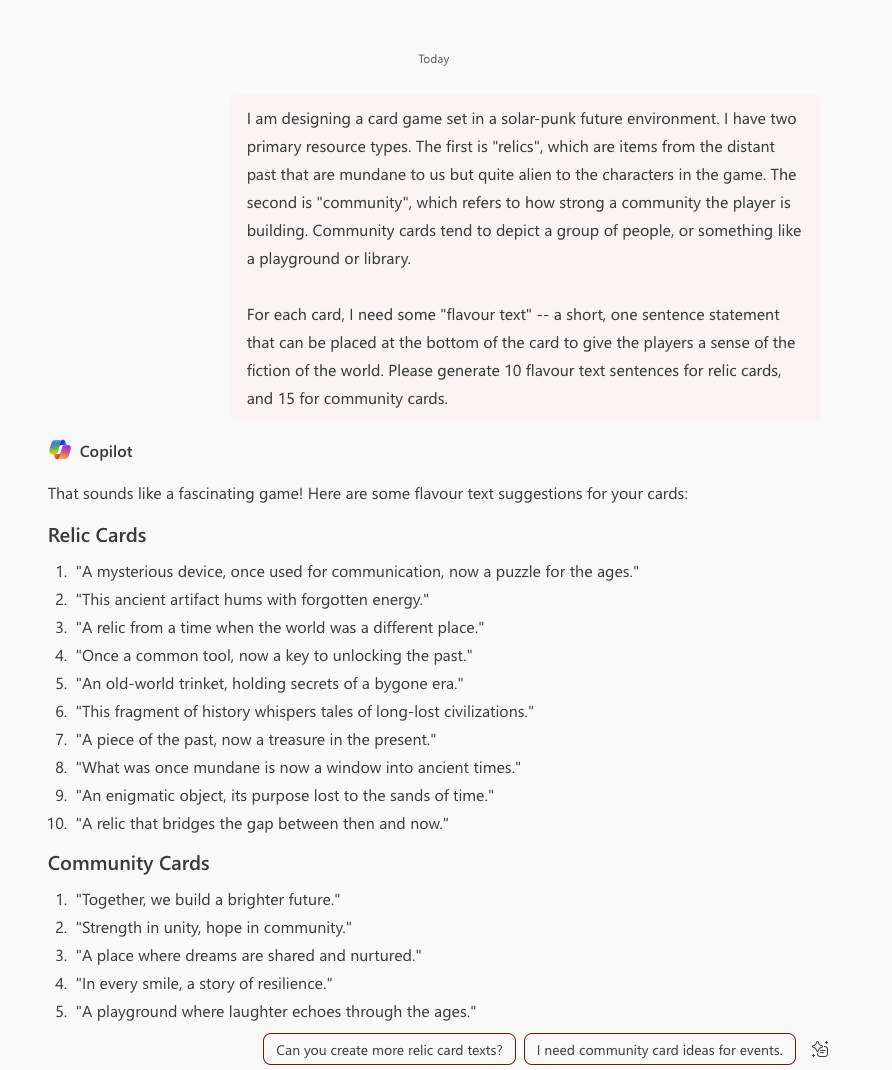 Today
I am designing a card game set in a solar-punk future environment. I have two
primary resource types. The first is "relics", which are items from the distant
past that are mundane to us but quite alien to the characters in the game. The
second is "community", which refers to how strong a community the player is
building. Community cards tend to depict a group of people, or something like
a playground or library.
For each card, I need some "flavour text" -- a short, one sentence statement
that can be placed at the bottom of the card to give the players a sense of the
fiction of the world. Please generate 10 flavour text sentences for relic cards,
and 15 for community cards.
Copilot
That sounds like a fascinating game! Here are some flavour text suggestions for your cards:
Relic Cards
1. "A mysterious device, once used for communication, now a puzzle for the ages."
2. "This ancient artifact hums with forgotten energy."
3. "A relic from a time when the world was a different place."
4. "Once a common tool, now a key to unlocking the past."
5. "An old-world trinket, holding secrets of a bygone era."
6. "This fragment of history whispers tales of long-lost civilizations."
7. "A piece of the past, now a treasure in the present."
8. "What was once mundane is now a window into ancient times."
9. "An enigmatic object, its purpose lost to the sands of time."
10. "A relic that bridges the gap between then and now."
Community Cards
1. "Together, we build a brighter future."
2. "Strength in unity, hope in community."
3. "A place where dreams are shared and nurtured."
4. "In every smile, a story of resilience."
5. "A playground where laughter echoes through the ages."
Can you create more relic card texts?
I need community card ideas for events.